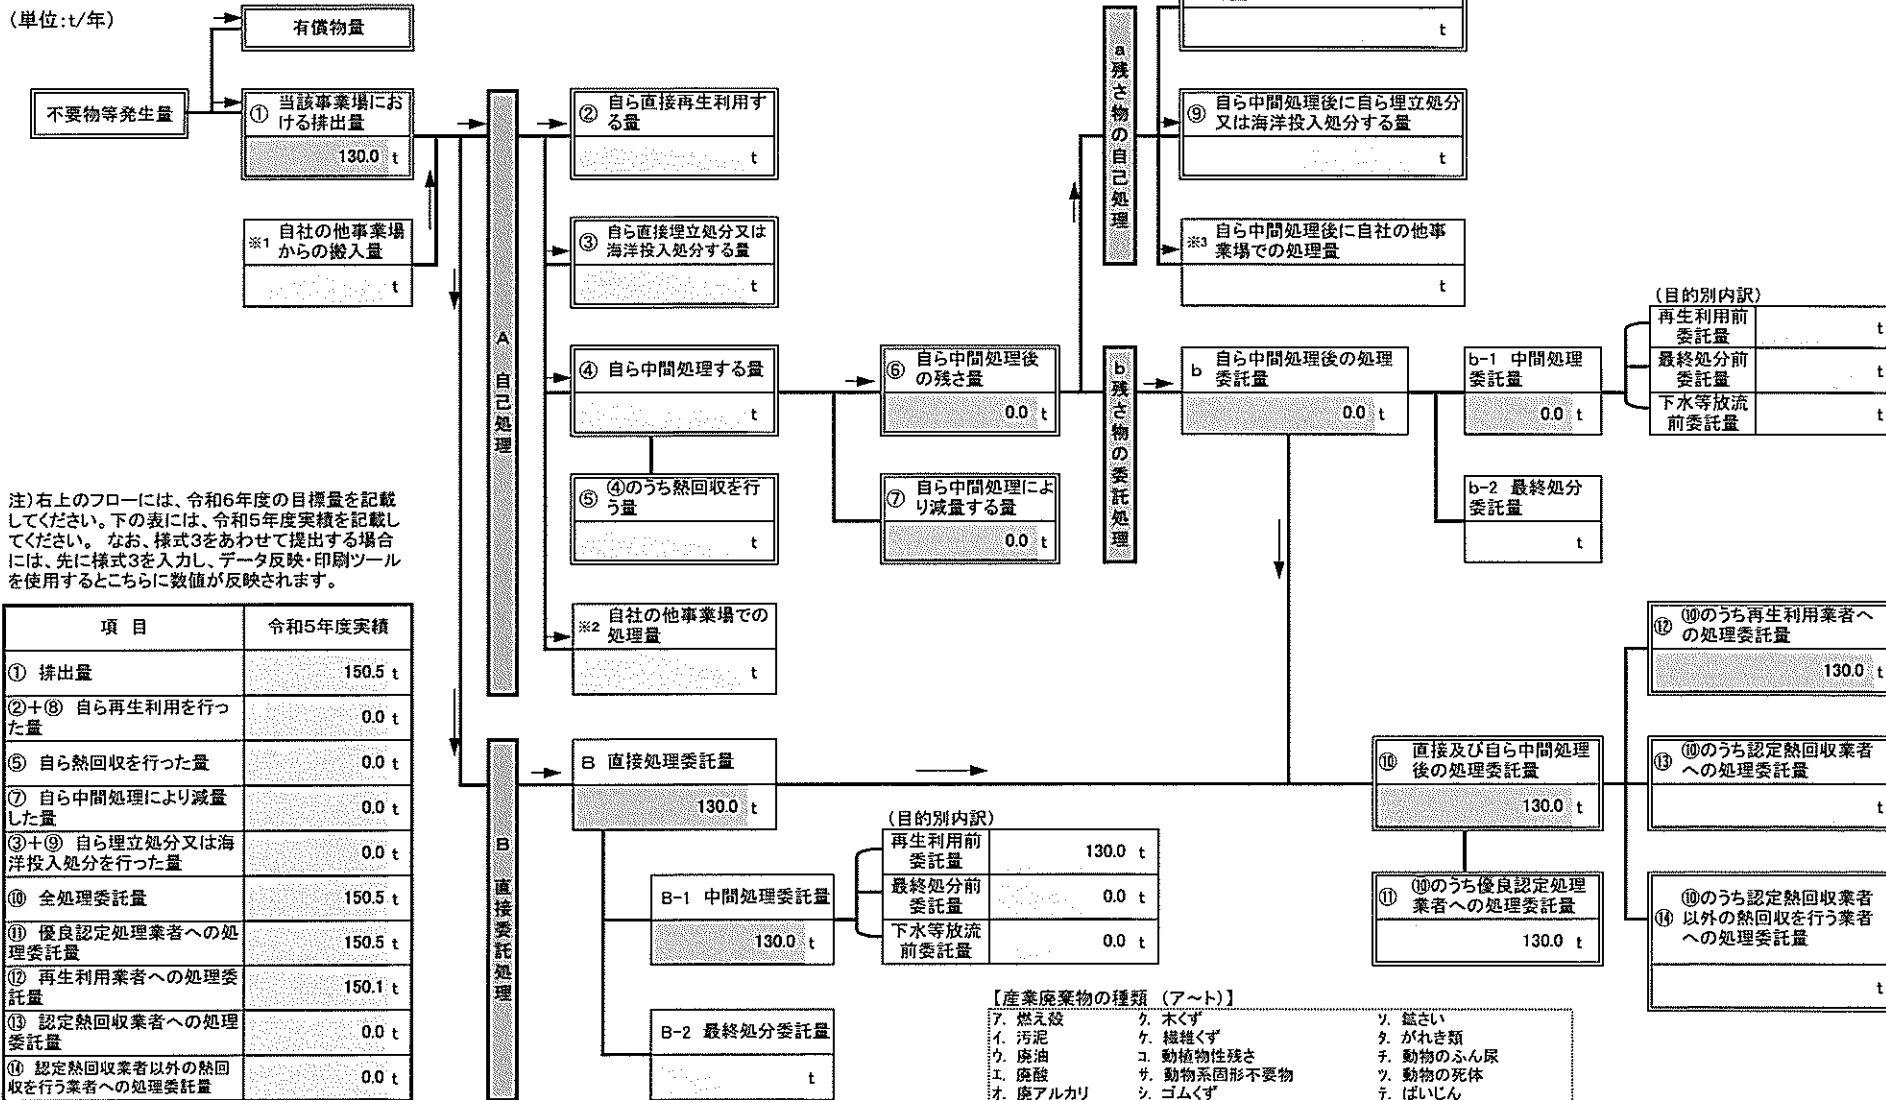 (単位:t/年)
有償物量
不要物等発生量
① 当該事業場にお
ける排出量
130.0 t
※1 自社の他事業場
からの搬入量
t
A 自己処理
② 自ら直接再生利用す
る量
t
③ 自ら直接埋立処分又は
海洋投入処分する量
t
④ 自ら中間処理する量
t
⑤ ④のうち熱回収を行
う量
t
※2 自社の他事業場での
処理量
t
⑥ 自ら中間処理後
の残さ量
0.0 t
⑦ 自ら中間処理によ
り減量する量
0.0 t
a 残さ物の自己処理
t
⑨ 自ら中間処理後に自ら埋立処分
又は海洋投入処分する量
t
※3 自ら中間処理後に自社の他事
業場での処理量
t
b 残さ物の委託処理
b 自ら中間処理後の処理
委託量
0.0 t
b-1 中間処理
委託量
0.0 t
(目的別内訳)
再生利用前
委託量
t
最終処分前
委託量
t
下水等放流
前委託量
t
b-2 最終処分
委託量
t
注)右上のフローには、令和6年度の目標量を記載
してください。下の表には、令和5年度実績を記載し
てください。 なお、様式3をあわせて提出する場合
には、先に様式3を入力し、データ反映・印刷ツール
を使用するとこちらに数値が反映されます。
項 目 令和5年度実績
① 排出量 150.5 t
②+⑧ 自ら再生利用を行っ
た量 0.0 t
⑤ 自ら熱回収を行った量 0.0 t
⑦ 自ら中間処理により減量
した量 0.0 t
③+⑨ 自ら埋立処分又は海
洋投入処分を行った量 0.0 t
⑩ 全処理委託量 150.5 t
⑪ 優良認定処理業者への処
理委託量 150.5 t
⑫ 再生利用業者への処理委
託量 150.1 t
⑬ 認定熱回収業者への処理
委託量 0.0 t
⑭ 認定熱回収業者以外の熱回
収を行う業者への処理委託量 0.0 t
B 直接委託処理
B 直接処理委託量
130.0 t
B-1 中間処理委託量
130.0 t
(目的別内訳)
再生利用前
委託量
130.0 t
最終処分前
委託量
0.0 t
下水等放流
前委託量
0.0 t
B-2 最終処分委託量
t
⑩ 直接及び自ら中間処理
後の処理委託量
130.0 t
⑪ ⑩のうち優良認定処理
業者への処理委託量
130.0 t
⑫ ⑩のうち再生利用業者へ
の処理委託量
130.0 t
⑬ ⑩のうち認定熱回収業者
への処理委託量
t
⑭ ⑩のうち認定熱回収業者
以外の熱回収を行う業者
への処理委託量
t
【産業廃棄物の種類 (ア~ト)】
ア. 燃え殻 ク. 木くず ソ. 鉱さい
イ. 汚泥 ケ. 繊維くず タ. がれき類
ウ. 廃油 コ. 動植物性残さ チ. 動物のふん尿
エ. 廃酸 サ. 動物系固形不要物 ツ. 動物の死体
オ. 廃アルカリ シ. ゴムくず テ. ばいじん